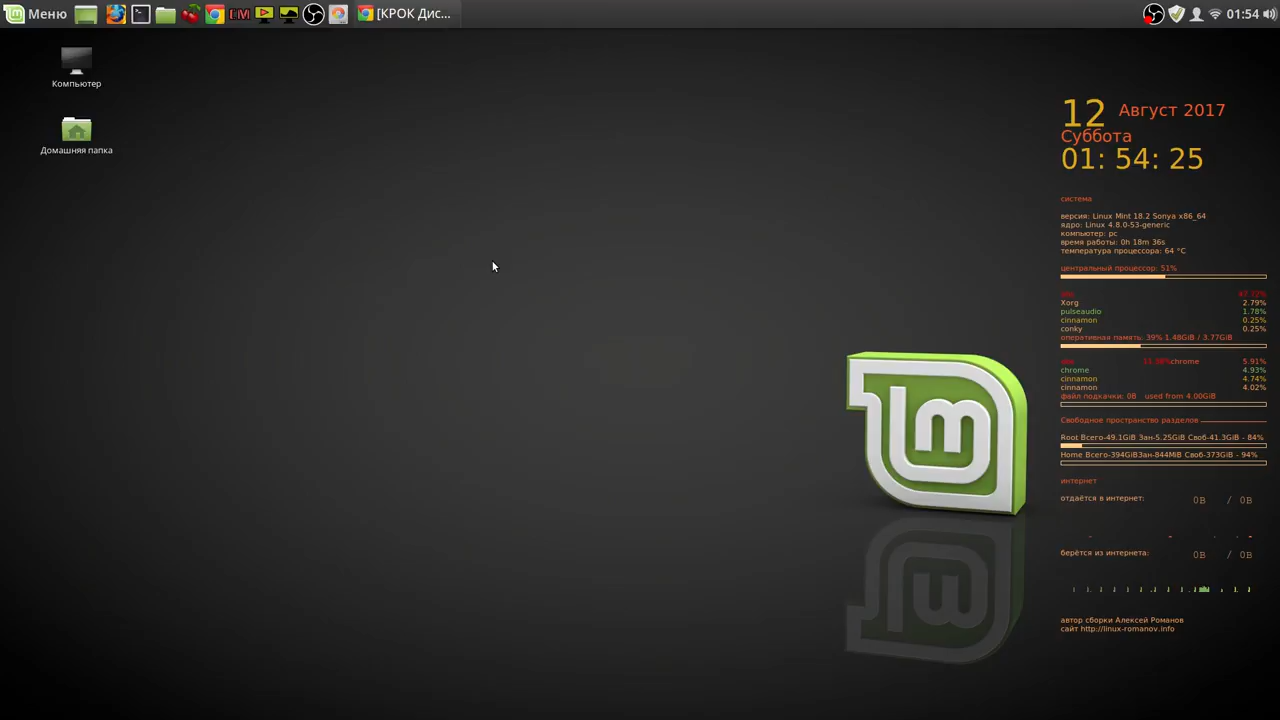 Меню
[КРОК Дис...
01:54
Компьютер
Домашняя папка
12 Август 2017
Суббота
01: 54: 25
система
версия: Linux Mint 18.2 Sonya x86_64
ядро: Linux 4.8.0-53-generic
компьютер: pc
время работы: 0h 18m 36s
температура процессора: 64 °C
центральный процессор: 51%
Xorg 2.79%
pulseaudio 1.78%
cinnamon 0.25%
conky 0.25%
оперативная память: 39% 1.48GiB / 3.77GiB
chrome 5.91%
chrome 4.93%
cinnamon 4.74%
cinnamon 4.02%
файл подкачки: 0B used from 4.00GiB
Свободное пространство разделов
Root Всего-49.1GiB Зан-5.25GiB Своб-41.3GiB - 84%
Home Всего-394GiBЗан-844MiB Своб-373GiB - 94%
интернет
отдаётся в интернет: 0B / 0B
берётся из интернета: 0B / 0B
автор сборки Алексей Романов
сайт http://linux-romanov.info